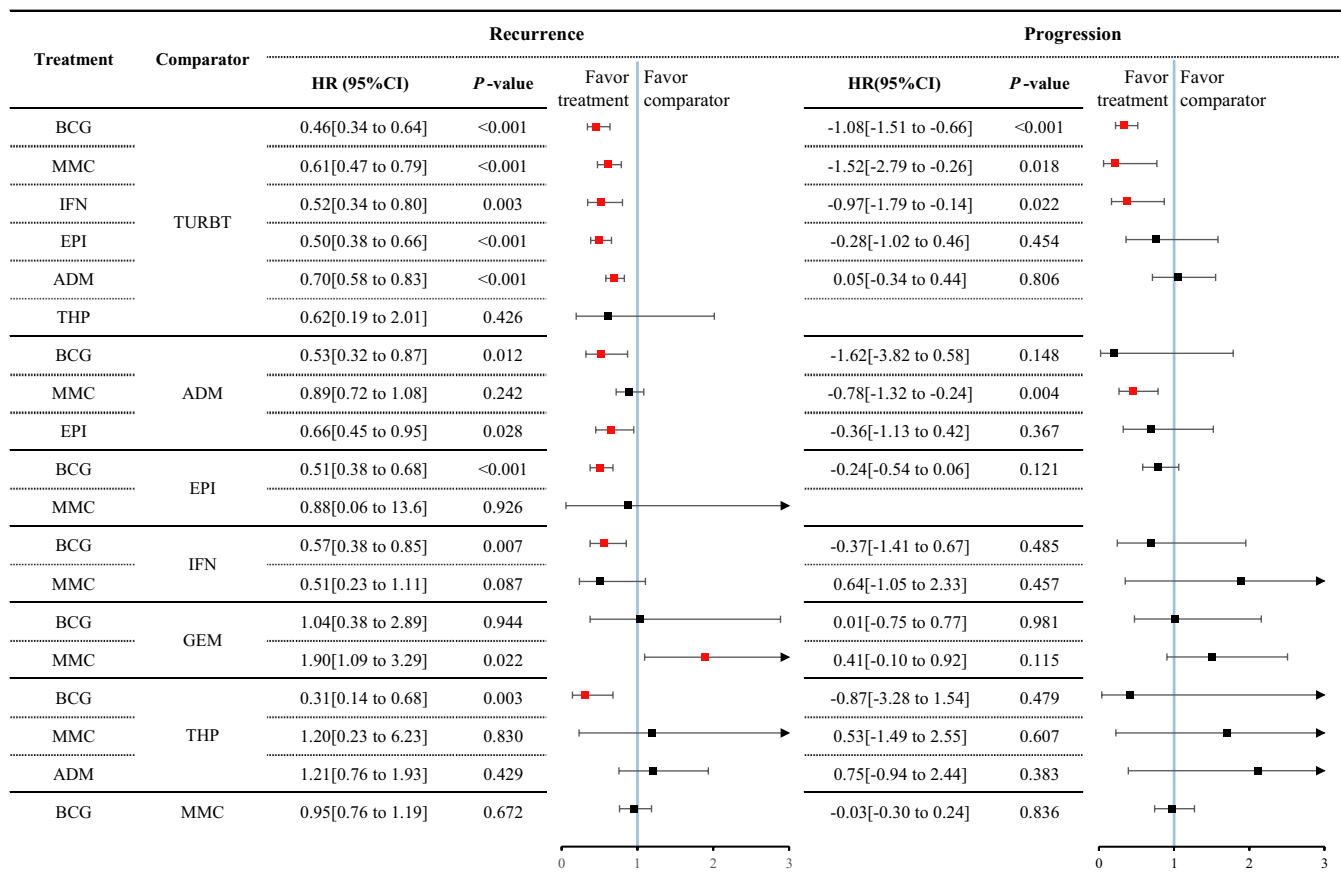 Recurrence Progression
Treatment Comparator
HR (95%CI) P-value Favor treatment Favor comparator HR(95%CI) P-value Favor treatment Favor comparator
BCG 0.46[0.34 to 0.64] <0.001 -1.08[-1.51 to -0.66] <0.001
MMC 0.61[0.47 to 0.79] <0.001 -1.52[-2.79 to -0.26] 0.018
IFN 0.52[0.34 to 0.80] 0.003 -0.97[-1.79 to -0.14] 0.022
TURBT
EPI 0.50[0.38 to 0.66] <0.001 -0.28[-1.02 to 0.46] 0.454
ADM 0.70[0.58 to 0.83] <0.001 0.05[-0.34 to 0.44] 0.806
THP 0.62[0.19 to 2.01] 0.426
BCG 0.53[0.32 to 0.87] 0.012 -1.62[-3.82 to 0.58] 0.148
MMC ADM 0.89[0.72 to 1.08] 0.242 -0.78[-1.32 to -0.24] 0.004
EPI 0.66[0.45 to 0.95] 0.028 -0.36[-1.13 to 0.42] 0.367
BCG 0.51[0.38 to 0.68] <0.001 -0.24[-0.54 to 0.06] 0.121
EPI
MMC 0.88[0.06 to 13.6] 0.926
BCG 0.57[0.38 to 0.85] 0.007 -0.37[-1.41 to 0.67] 0.485
IFN
MMC 0.51[0.23 to 1.11] 0.087 0.64[-1.05 to 2.33] 0.457
BCG 1.04[0.38 to 2.89] 0.944 0.01[-0.75 to 0.77] 0.981
GEM
MMC 1.90[1.09 to 3.29] 0.022 0.41[-0.10 to 0.92] 0.115
BCG 0.31[0.14 to 0.68] 0.003 -0.87[-3.28 to 1.54] 0.479
MMC THP 1.20[0.23 to 6.23] 0.830 0.53[-1.49 to 2.55] 0.607
ADM 1.21[0.76 to 1.93] 0.429 0.75[-0.94 to 2.44] 0.383
BCG MMC 0.95[0.76 to 1.19] 0.672 -0.03[-0.30 to 0.24] 0.836
0 1 2 3 0 1 2 3